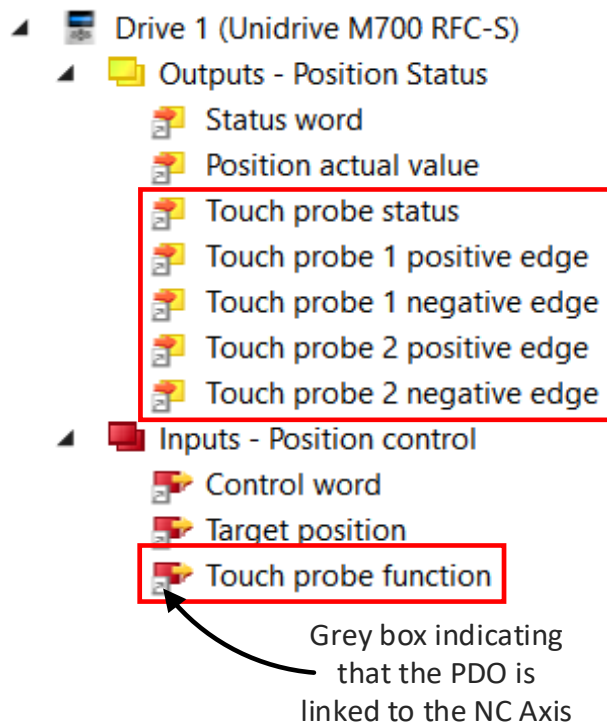 Drive 1 (Unidrive M700 RFC-S)
Outputs - Position Status
Status word
Position actual value
Touch probe status
Touch probe 1 positive edge
Touch probe 1 negative edge
Touch probe 2 positive edge
Touch probe 2 negative edge
Inputs - Position control
Control word
Target position
Touch probe function
Grey box indicating
that the PDO is
linked to the NC Axis